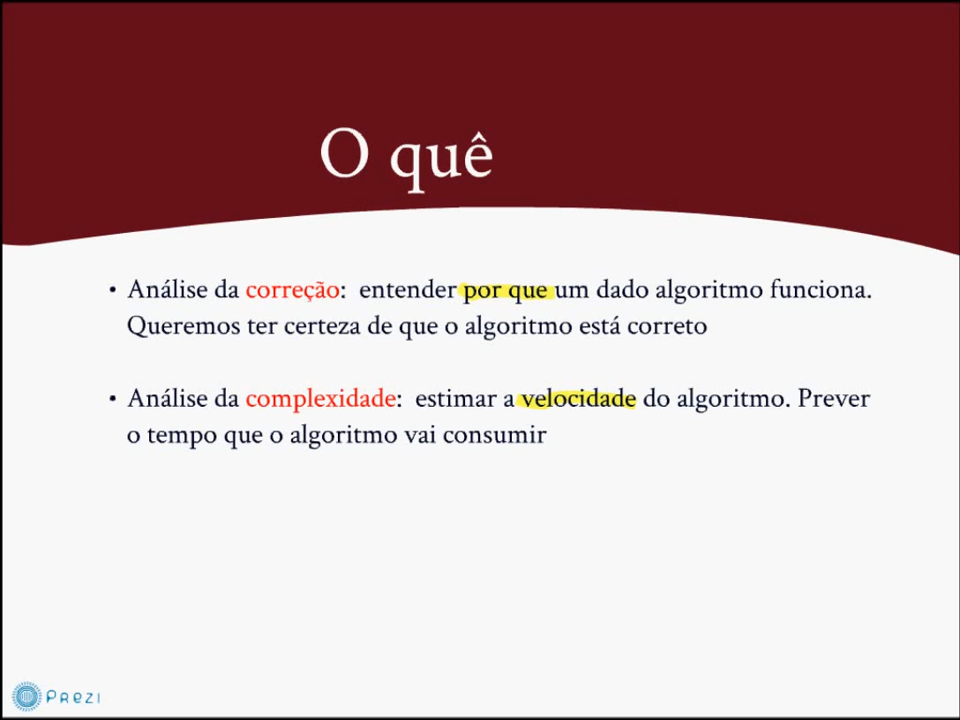 O quê
• Análise da correção: entender por que um dado algoritmo funciona.
Queremos ter certeza de que o algoritmo está correto
• Análise da complexidade: estimar a velocidade do algoritmo. Prever
o tempo que o algoritmo vai consumir
Prezi